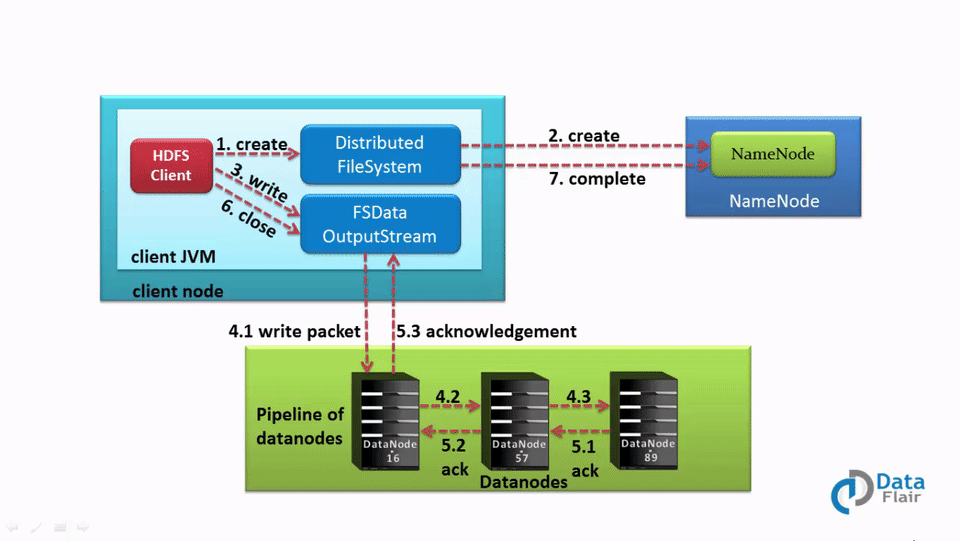 1. create
Distributed
FileSystem
2. create
HDFS
Client
NameNode
3. write
7. complete
NameNode
6. close
FSData
OutputStream
client JVM
client node
4.1 write packet
5.3 acknowledgement
Pipeline of
datanodes
4.2
4.3
DataNode
16
DataNode
57
DataNode
89
5.2
ack
5.1
ack
Datanodes
Data
Flair